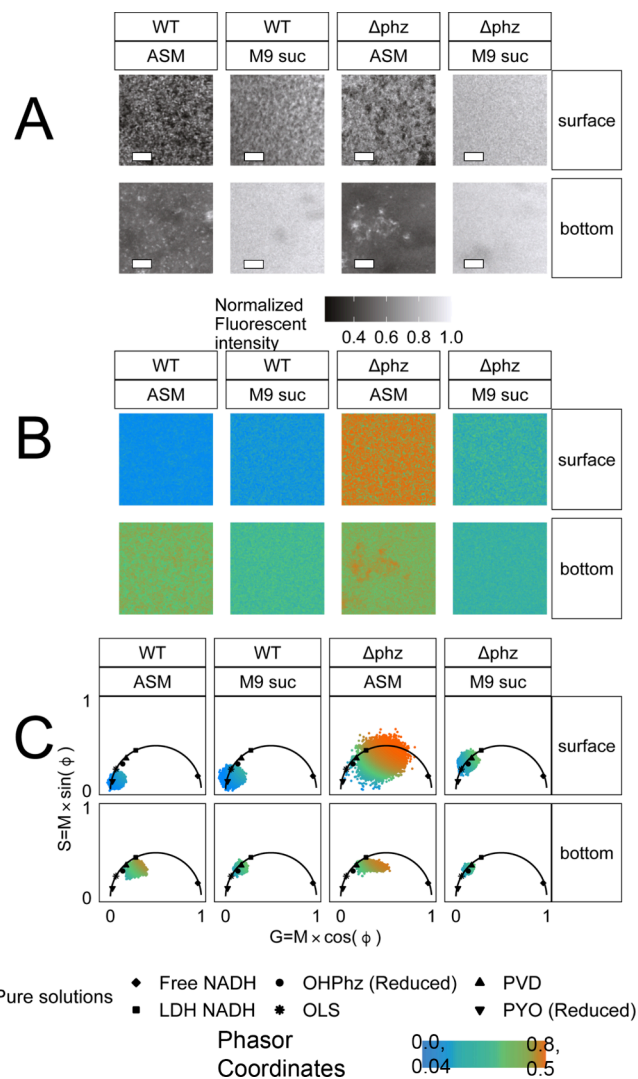 WT WT Δphz Δphz
ASM M9 suc ASM M9 suc
A
surface
bottom
Normalized
Fluorescent
intensity
0.4 0.6 0.8 1.0
WT WT Δphz Δphz
ASM M9 suc ASM M9 suc
B
surface
bottom
WT WT Δphz Δphz
ASM M9 suc ASM M9 suc
C
S=M×sin(ϕ)
1
0
surface
1
0
bottom
0 1 0 1 0 1 0 1
G=M×cos(ϕ)
Pure solutions
Free NADH OHPhz (Reduced) PVD
LDH NADH OLS PYO (Reduced)
Phasor
Coordinates
0.0,
0.04
0.8,
0.5